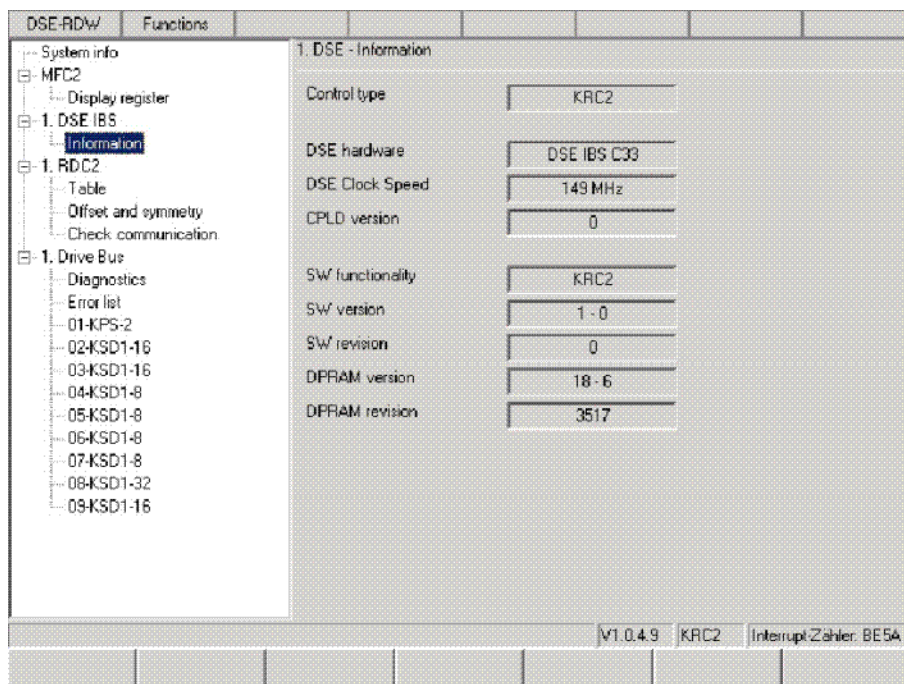 DSE-RDW Functions
System info
MFC2
Display register
1. DSE IBS
Information
1. RDC2
Table
Offset and symmetry
Check communication
1. Drive Bus
Diagnostics
Error list
01-KPS-2
02-KSD1-16
03-KSD1-16
04-KSD1-8
05-KSD1-8
06-KSD1-8
07-KSD1-8
08-KSD1-32
09-KSD1-16
1. DSE - Information
Control type KRC2
DSE hardware DSE IBS C33
DSE Clock Speed 149 MHz
CPLD version 0
SW functionality KRC2
SW version 1 - 0
SW revision 0
DPRAM version 18 - 6
DPRAM revision 3517
V1.0.4.9 KRC2 Interrupt-Zähler: BE5A